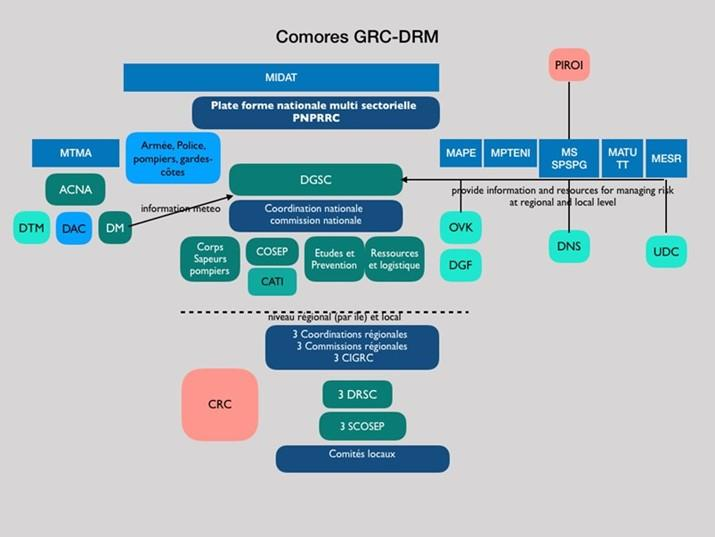 Comores GRC-DRM
PIROI
MIDAT
Plate forme nationale multi sectorielle
PNPRRC
MTMA
Armée, Police,
pompiers, gardes-
côtes
MAPE
MPTENI
MS
SPSPG
MATU
TT
MESR
ACNA
DGSC
provide information and resources for managing risk
at regional and local level
information meteo
Coordination nationale
commission nationale
DTM
DAC
DM
OVK
DGF
DNS
UDC
Corps
Sapeurs
pompiers
COSEP
CATI
Etudes et
Prevention
Ressources
et logistique
niveau régional (par île) et local
3 Coordinations régionales
3 Commissions régionales
3 CIGRC
CRC
3 DRSC
3 SCOSEP
Comités locaux